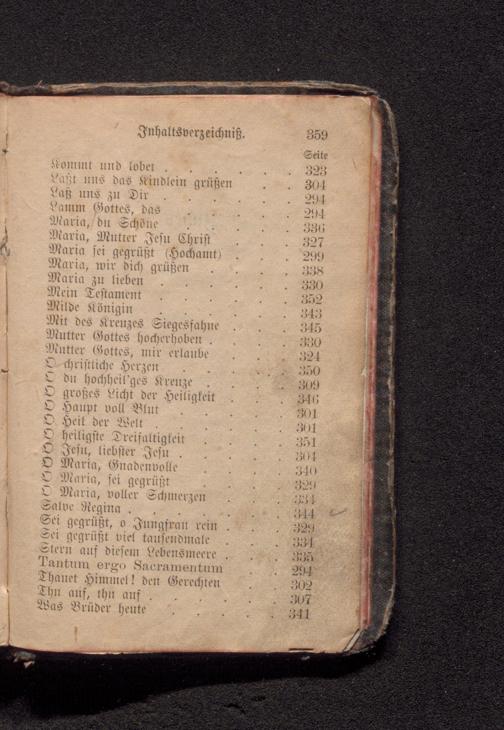 Inhaltsverzeichniß. 359
Seite
Kommt und lobet . . . . . 323
Laßt uns das Kindlein grüßen . . 304
Laß uns zu Dir . . . . . 294
Lamm Gottes, das . . . . . 294
Maria, du Schöne . . . . . 336
Maria, Mutter Jesu Christ . . . 327
Maria sei gegrüßt (Hochamt) . . . 299
Maria, wir dich grüßen . . . . 338
Maria zu lieben . . . . . 330
Mein Testament . . . . . 352
Milde Königin . . . . . 343
Mit des Kreuzes Siegesfahne . . . 345
Mutter Gottes hocherhoben . . . . 330
Mutter Gottes, mir erlaube . . . 324
O christliche Herzen . . . . . 350
O du hochheil'ges Kreuze . . . . 309
O großes Licht der Heiligkeit . . . 346
O Haupt voll Blut . . . . . 301
O Heil der Welt . . . . . 301
O heiligste Dreifaltigkeit . . . . 351
O Jesu, liebster Jesu . . . . . 304
O Maria, Gnadenvolle . . . . 340
O Maria, sei gegrüßt . . . . 329
O Maria, voller Schmerzen . . . 334
Salve Regina . . . . . . 344
Sei gegrüßt, o Jungfrau rein . . . 329
Sei gegrüßt viel tausendmale . . . 334
Stern auf diesem Lebensmeere . . . 335
Tantum ergo Sacramentum . . . 294
Thauet Himmel! den Gerechten . . . 302
Thu auf, thu auf . . . . . 307
Was Brüder heute . . . . . 341